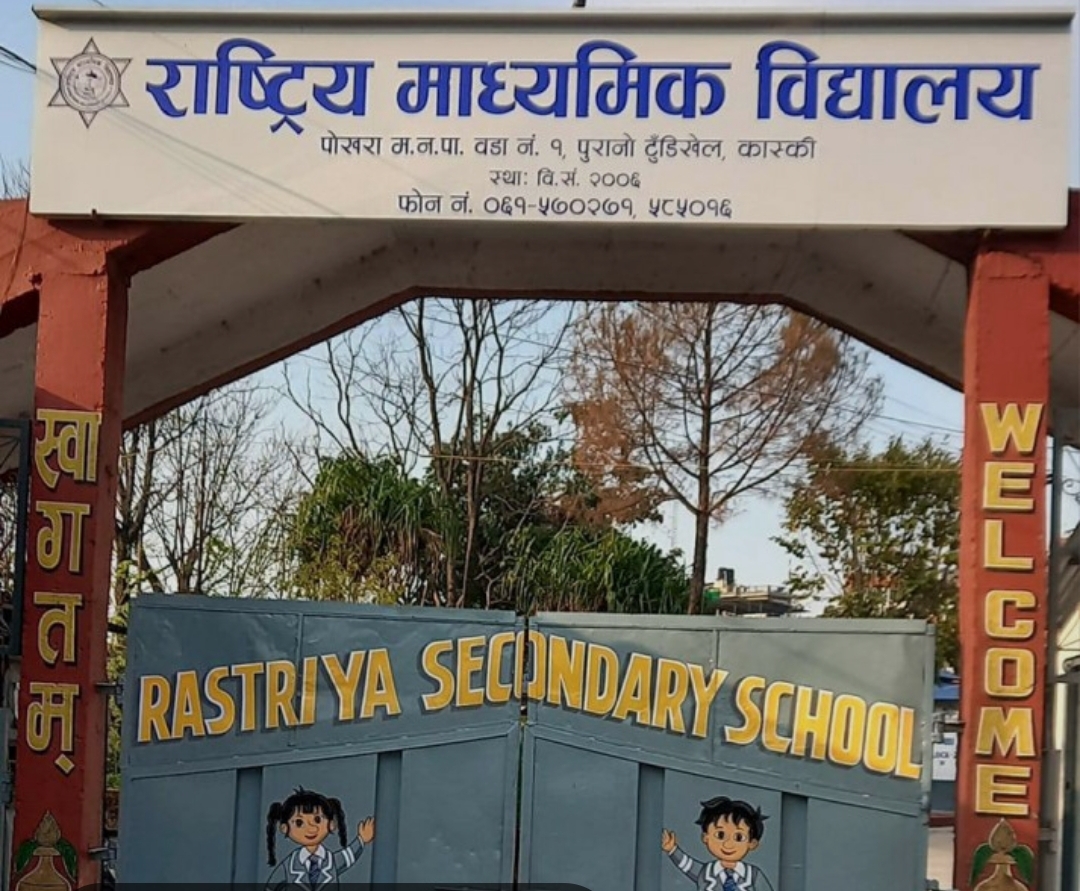 राष्ट्रिय माध्यमिक विद्यालय
पोखरा म.न.पा. वडा नं. १, पुरानो टुँडिखेल, कास्की
स्था: वि.सं. २००६
फोन नं. ०६१-५७०२७१, ५८५०१६
स्वागतम्
WELCOME
RASTRIYA SECONDARY SCHOOL